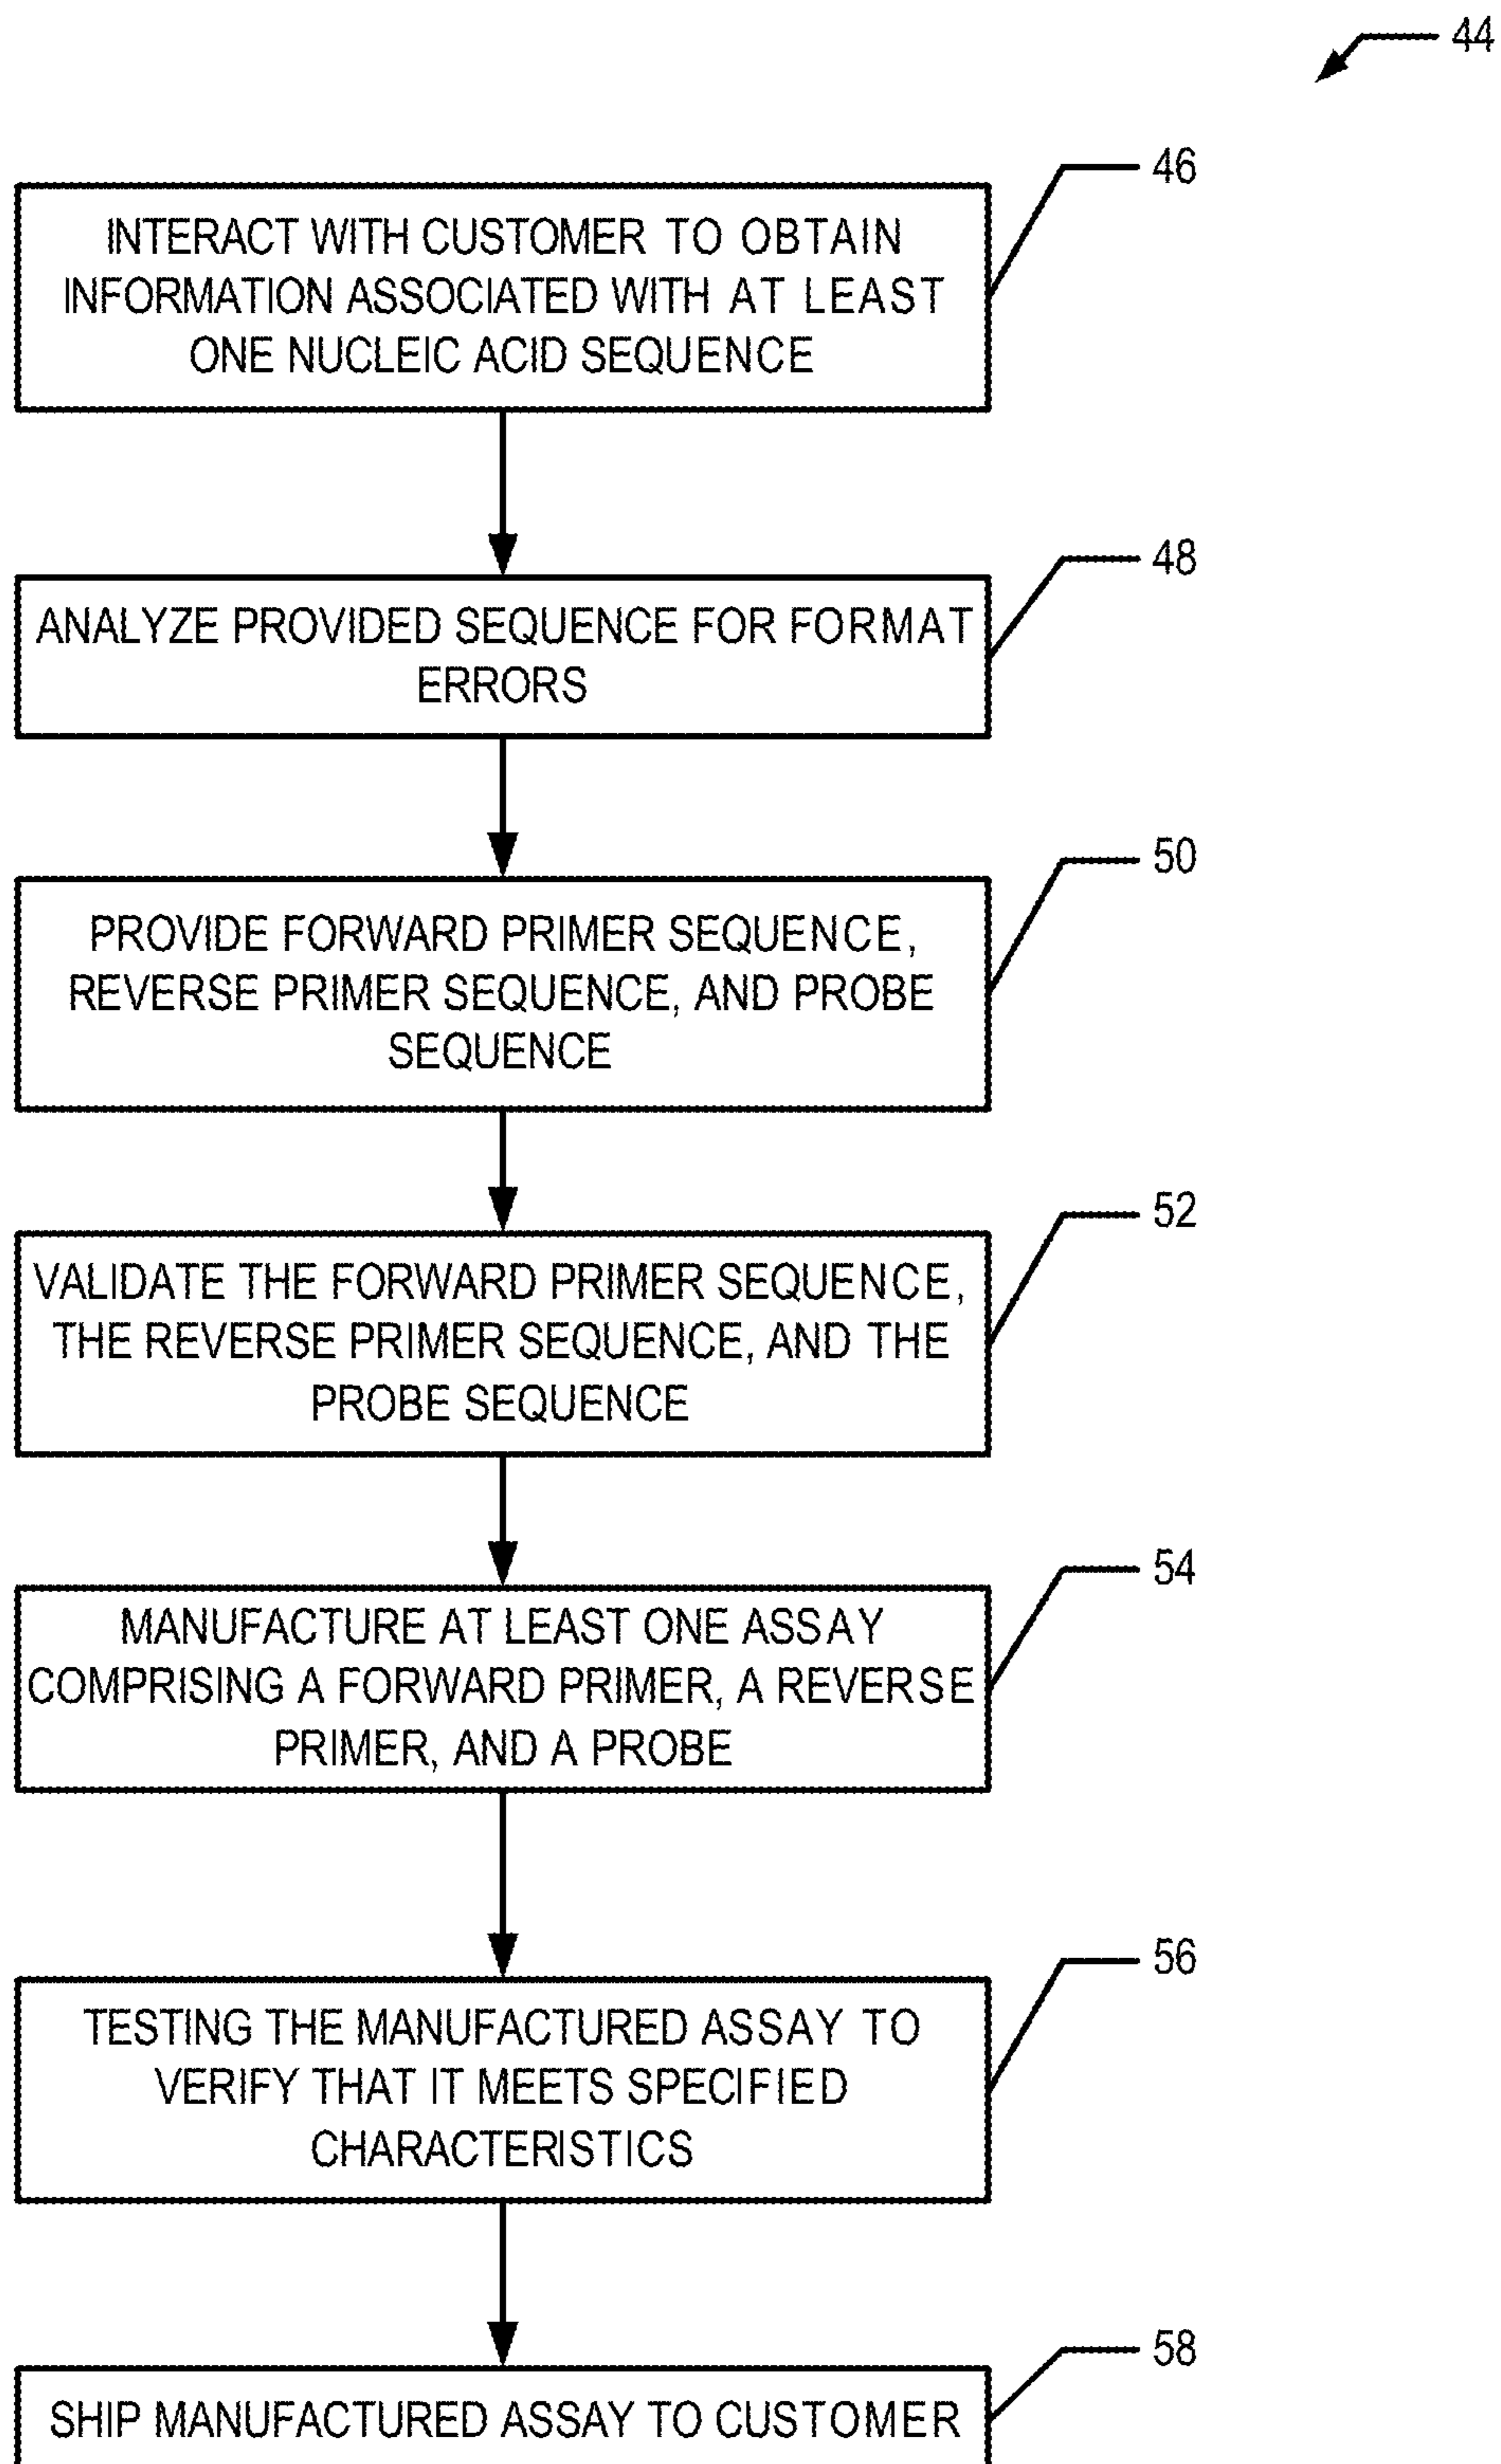 44
46
INTERACT WITH CUSTOMER TO OBTAIN
INFORMATION ASSOCIATED WITH AT LEAST
ONE NUCLEIC ACID SEQUENCE
48
ANALYZE PROVIDED SEQUENCE FOR FORMAT
ERRORS
50
PROVIDE FORWARD PRIMER SEQUENCE,
REVERSE PRIMER SEQUENCE, AND PROBE
SEQUENCE
52
VALIDATE THE FORWARD PRIMER SEQUENCE,
THE REVERSE PRIMER SEQUENCE, AND THE
PROBE SEQUENCE
54
MANUFACTURE AT LEAST ONE ASSAY
COMPRISING A FORWARD PRIMER, A REVERSE
PRIMER, AND A PROBE
56
TESTING THE MANUFACTURED ASSAY TO
VERIFY THAT IT MEETS SPECIFIED
CHARACTERISTICS
58
SHIP MANUFACTURED ASSAY TO CUSTOMER